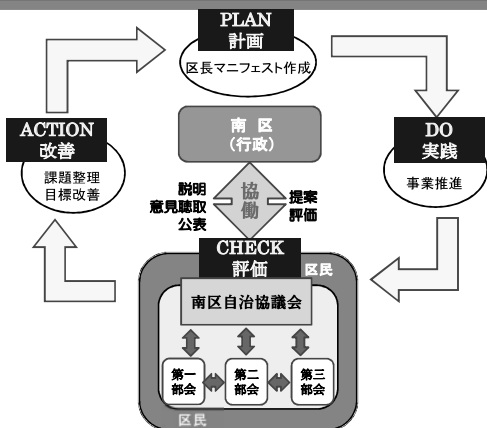 PLAN
計画
区長マニフェスト作成
ACTION
改善
課題整理
目標改善
南 区
(行政)
DO
実践
事業推進
説明
意見聴取
公表
協
働
提案
評価
CHECK
評価
区民
南区自治協議会
第一
部会
第二
部会
第三
部会
区民